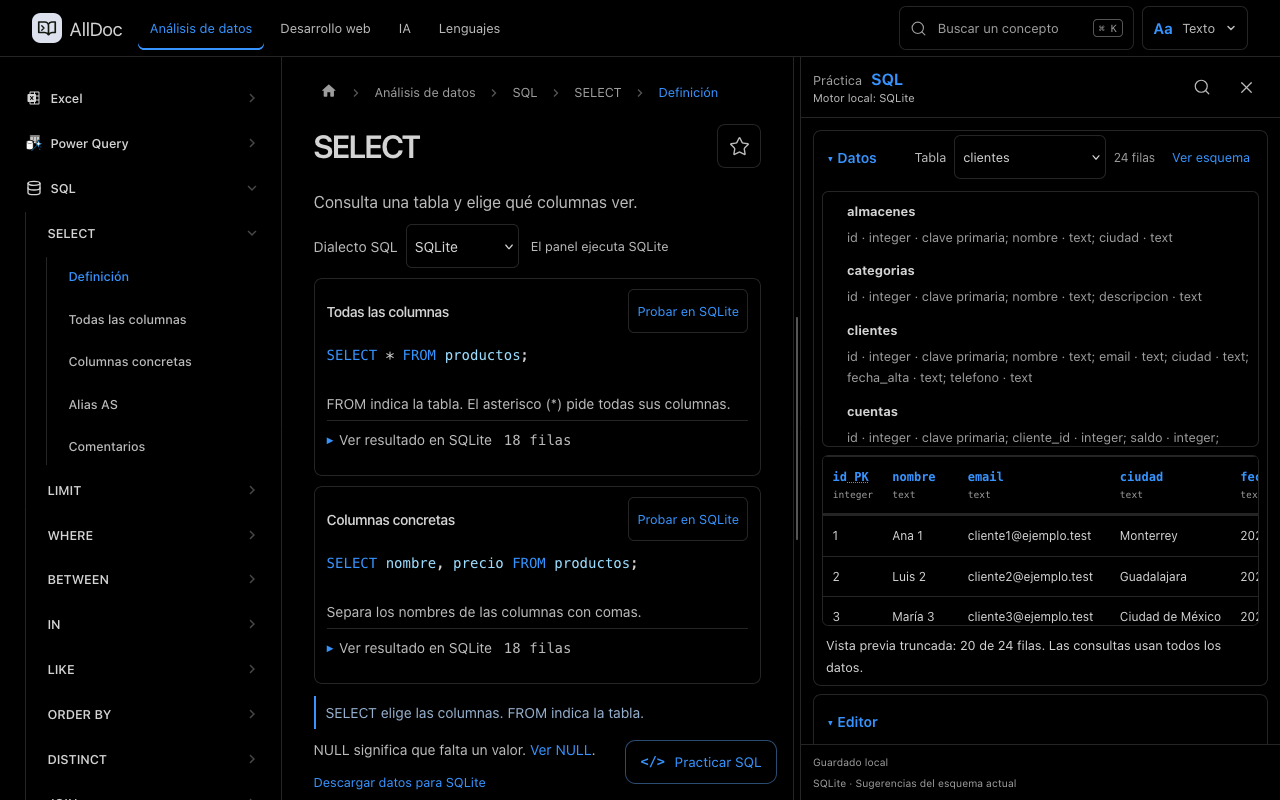 AllDoc
Análisis de datos
Desarrollo web
IA
Lenguajes
Buscar un concepto
⌘ K
Aa Texto
Excel
Power Query
SQL
SELECT
Definición
Todas las columnas
Columnas concretas
Alias AS
Comentarios
LIMIT
WHERE
BETWEEN
IN
LIKE
ORDER BY
DISTINCT
Análisis de datos > SQL > SELECT > Definición
SELECT
Consulta una tabla y elige qué columnas ver.
Dialecto SQL SQLite El panel ejecuta SQLite
Todas las columnas
Probar en SQLite
SELECT * FROM productos;
FROM indica la tabla. El asterisco (*) pide todas sus columnas.
Ver resultado en SQLite 18 filas
Columnas concretas
Probar en SQLite
SELECT nombre, precio FROM productos;
Separa los nombres de las columnas con comas.
Ver resultado en SQLite 18 filas
SELECT elige las columnas. FROM indica la tabla.
NULL significa que falta un valor. Ver NULL.
Descargar datos para SQLite
</> Practicar SQL
Práctica SQL
Motor local: SQLite
Datos
Tabla clientes 24 filas Ver esquema
almacenes
id · integer · clave primaria; nombre · text; ciudad · text
categorias
id · integer · clave primaria; nombre · text; descripcion · text
clientes
id · integer · clave primaria; nombre · text; email · text; ciudad · text;
fecha_alta · text; telefono · text
cuentas
id · integer · clave primaria; cliente_id · integer; saldo · integer;
id PK nombre email ciudad
integer text text text
1 Ana 1 cliente1@ejemplo.test Monterrey
2 Luis 2 cliente2@ejemplo.test Guadalajara
3 María 3 cliente3@ejemplo.test Ciudad de México
Vista previa truncada: 20 de 24 filas. Las consultas usan todos los
datos.
Editor
Guardado local
SQLite · Sugerencias del esquema actual